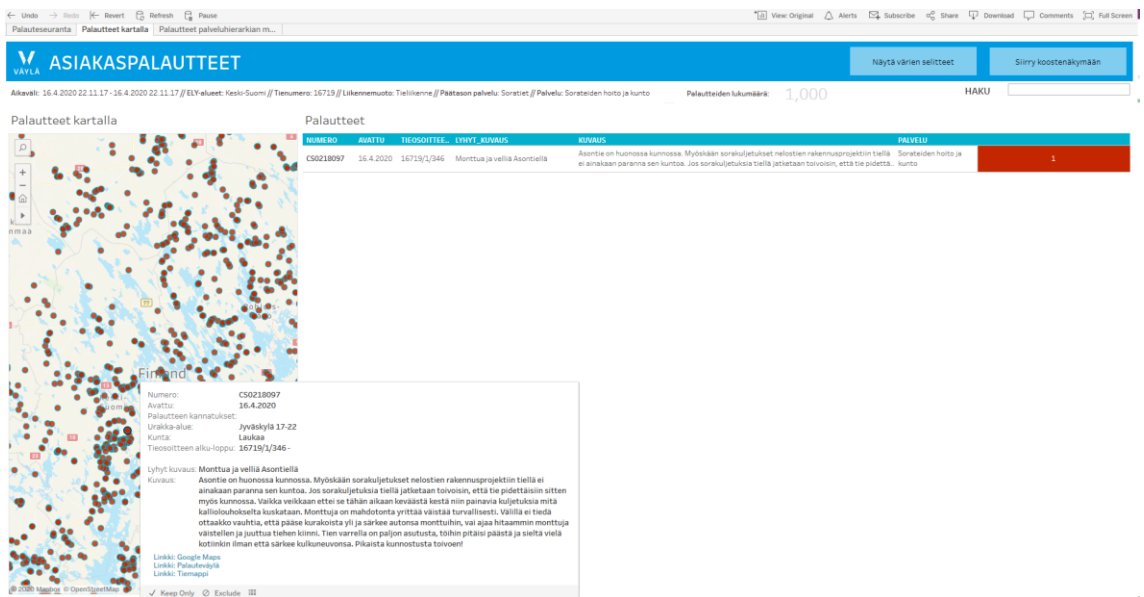 Undo Redo Revert Refresh Pause View: Original Alerts Subscribe Share Download Comments Full Screen
Palauteseuranta Palautteet kartalla Palautteet palveluhierarkian m...
VÄYLÄ ASIAKASPALAUTTEET Näytä värien selitteet Siirry koostenäkymään
Aikaväli: 16.4.2020 22.11.17 - 16.4.2020 22.11.17 // ELY-alueet: Keski-Suomi // Tienumero: 16719 // Liikennemuoto: Tieliikenne // Päätason palvelu: Soratiet // Palvelu: Sorateiden hoito ja kunto Palautteiden lukumäärä: 1,000 HAKU
Palautteet kartalla Palautteet
NUMERO AVATTU TIEOSOITTEE.. LYHYT_KUVAUS KUVAUS PALVELU
CS0218097 16.4.2020 16719/1/346 Monttua ja velliä Asontiellä Asontie on huonossa kunnossa. Myöskään sorakuljetukset nelostien rakennusprojektiin tiellä Sorateiden hoito ja 1
ei ainakaan paranna sen kuntoa. Jos sorakuljetuksia tiellä jatketaan toivoisin, että tie pidettä.. kunto
Finland
Numero: CS0218097
Avattu: 16.4.2020
Palautteen kannatukset:
Urakka-alue: Jyväskylä 17-22
Kunta: Laukaa
Tieosoitteen alku-loppu: 16719/1/346 -
Lyhyt kuvaus: Monttua ja velliä Asontiellä
Kuvaus: Asontie on huonossa kunnossa. Myöskään sorakuljetukset nelostien rakennusprojektiin tiellä ei
ainakaan paranna sen kuntoa. Jos sorakuljetuksia tiellä jatketaan toivoisin, että tie pidettäisiin sitten
myös kunnossa. Vaikka veikkaan ettei se tähän aikaan keväästä kestä niin painavia kuljetuksia mitä
kalliolouhokselta kuskataan. Monttuja on mahdotonta yrittää väistää turvallisesti. Välillä ei tiedä
ottaakko vauhtia, että pääse kurakoista yli ja särkee autonsa monttuihin, vai ajaa hitaammin monttuja
väistellen ja juuttua tiehen kiinni. Tien varrella on paljon asutusta, töihin pitäisi päästä ja sieltä vielä
kotiinkin ilman että särkee kulkuneuvonsa. Pikaista kunnostusta toivoen!
Linkki: Google Maps
Linkki: Palauteväylä
Linkki: Tiemappi
© 2020 Mapbox © OpenStreetMap
Keep Only Exclude